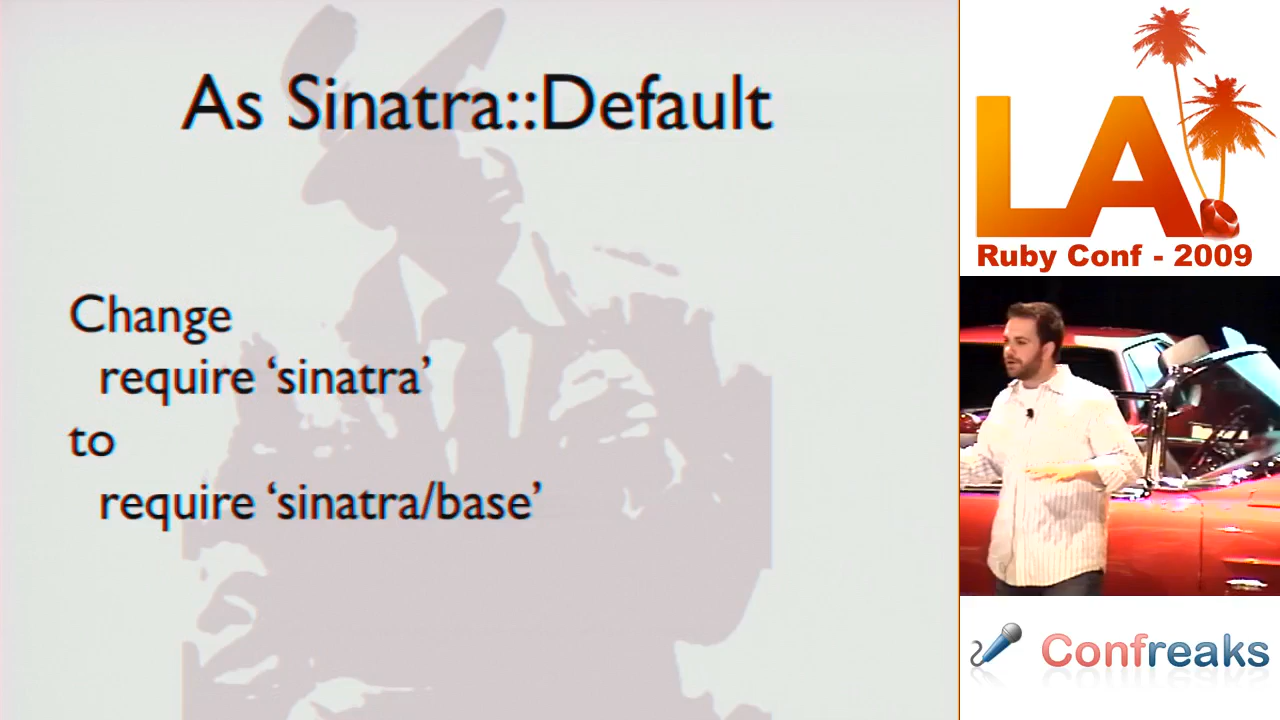 As Sinatra::Default
Change
require ‘sinatra’
to
require ‘sinatra/base’
LA
Ruby Conf - 2009
Confreaks